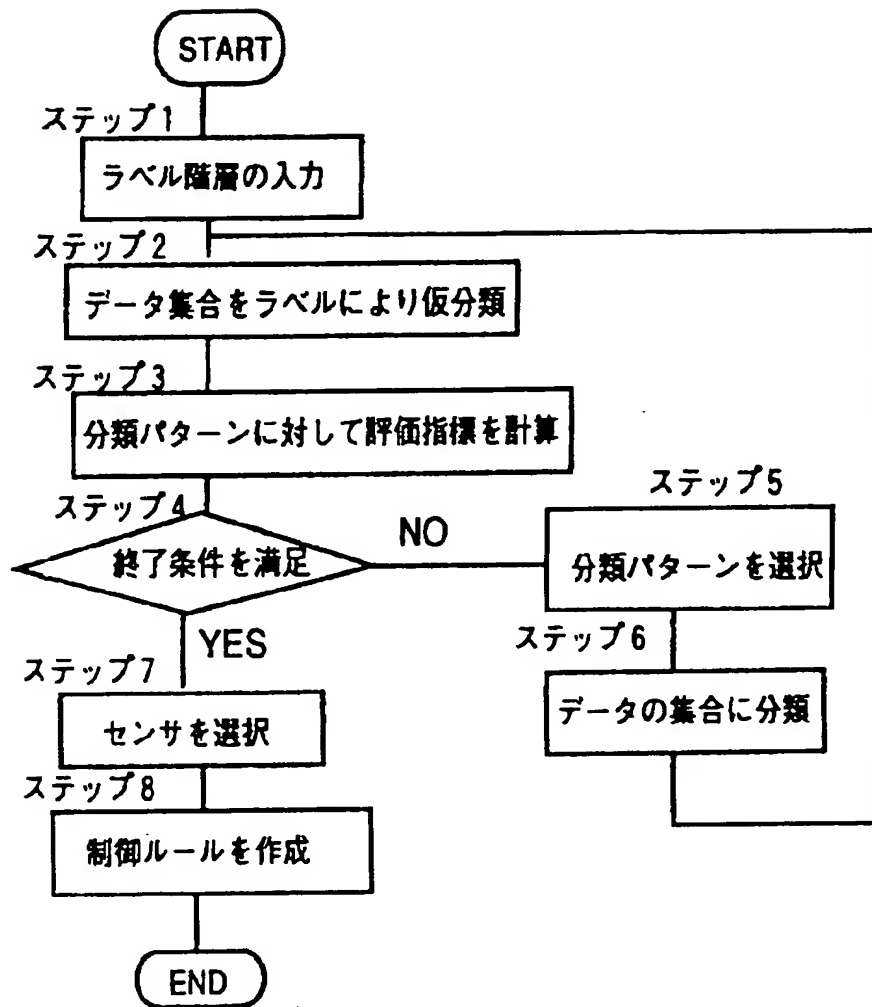 START
ステップ1
ラベル階層の入力
ステップ2
データ集合をラベルにより仮分類
ステップ3
分類パターンに対して評価指標を計算
ステップ4
終了条件を満足
NO
YES
ステップ5
分類パターンを選択
ステップ6
データの集合に分類
ステップ7
センサを選択
ステップ8
制御ルールを作成
END